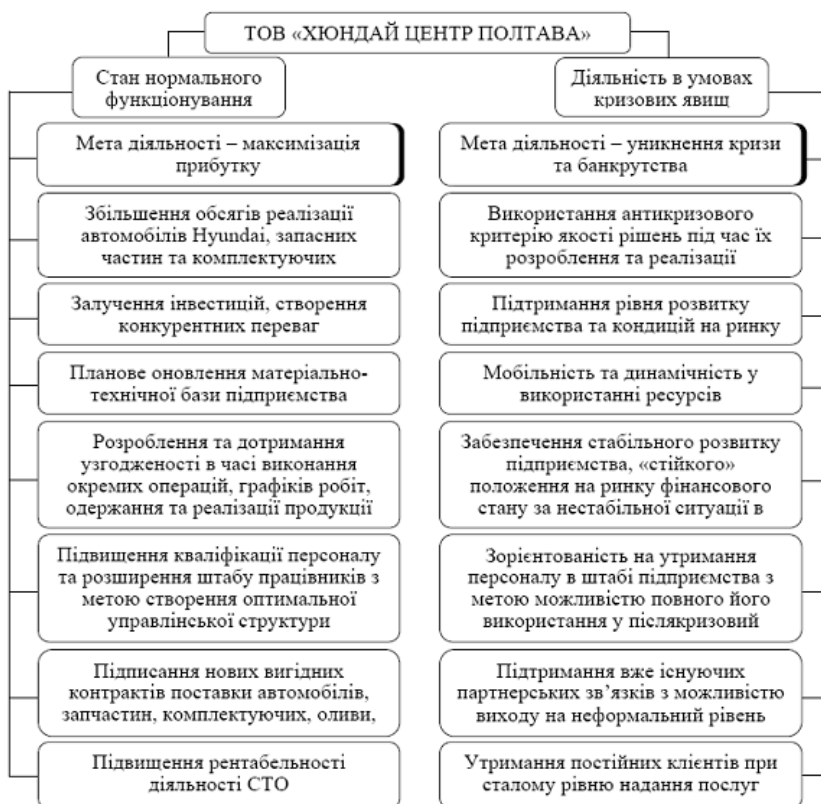 ТОВ «ХЮНДАЙ ЦЕНТР ПОЛТАВА»
Стан нормального
функціонування
Мета діяльності – максимізація
прибутку
Збільшення обсягів реалізації
автомобілів Hyundai, запасних
частин та комплектуючих
Залучення інвестицій, створення
конкурентних переваг
Планове оновлення матеріально-
технічної бази підприємства
Розроблення та дотримання
узгодженості в часі виконання
окремих операцій, графіків робіт,
одержання та реалізації продукції
Підвищення кваліфікації персоналу
та розширення штабу працівників з
метою створення оптимальної
управлінської структури
Підписання нових вигідних
контрактів поставки автомобілів,
запчастин, комплектуючих, оливи,
Підвищення рентабельності
діяльності СТО
Діяльність в умовах
кризових явищ
Мета діяльності – уникнення кризи
та банкрутства
Використання антикризового
критерію якості рішень під час їх
розроблення та реалізації
Підтримання рівня розвитку
підприємства та кондицій на ринку
Мобільність та динамічність у
використанні ресурсів
Забезпечення стабільного розвитку
підприємства, «стійкого»
положення на ринку фінансового
стану за нестабільної ситуації в
Зорієнтованість на утримання
персоналу в штабі підприємства з
метою можливістю повного його
використання у післякризовий
Підтримання вже існуючих
партнерських зв’язків з можливістю
виходу на неформальний рівень
Утримання постійних клієнтів при
сталому рівню надання послуг